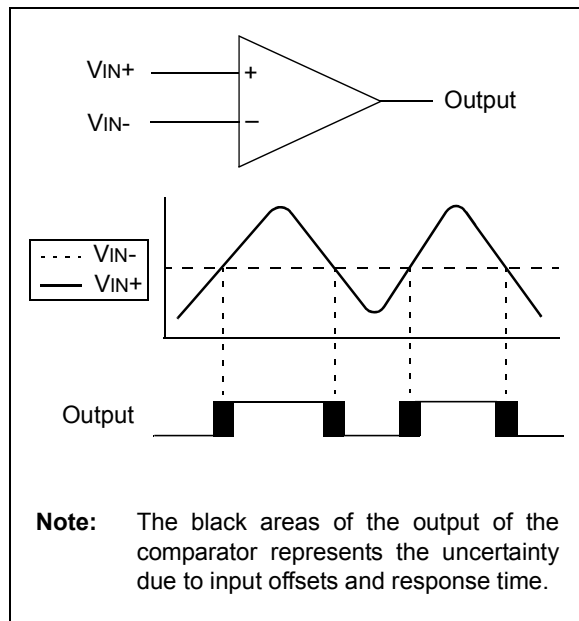 VIN+
+
Output
VIN-
−
VIN-
VIN+
Output
Note: The black areas of the output of the
comparator represents the uncertainty
due to input offsets and response time.